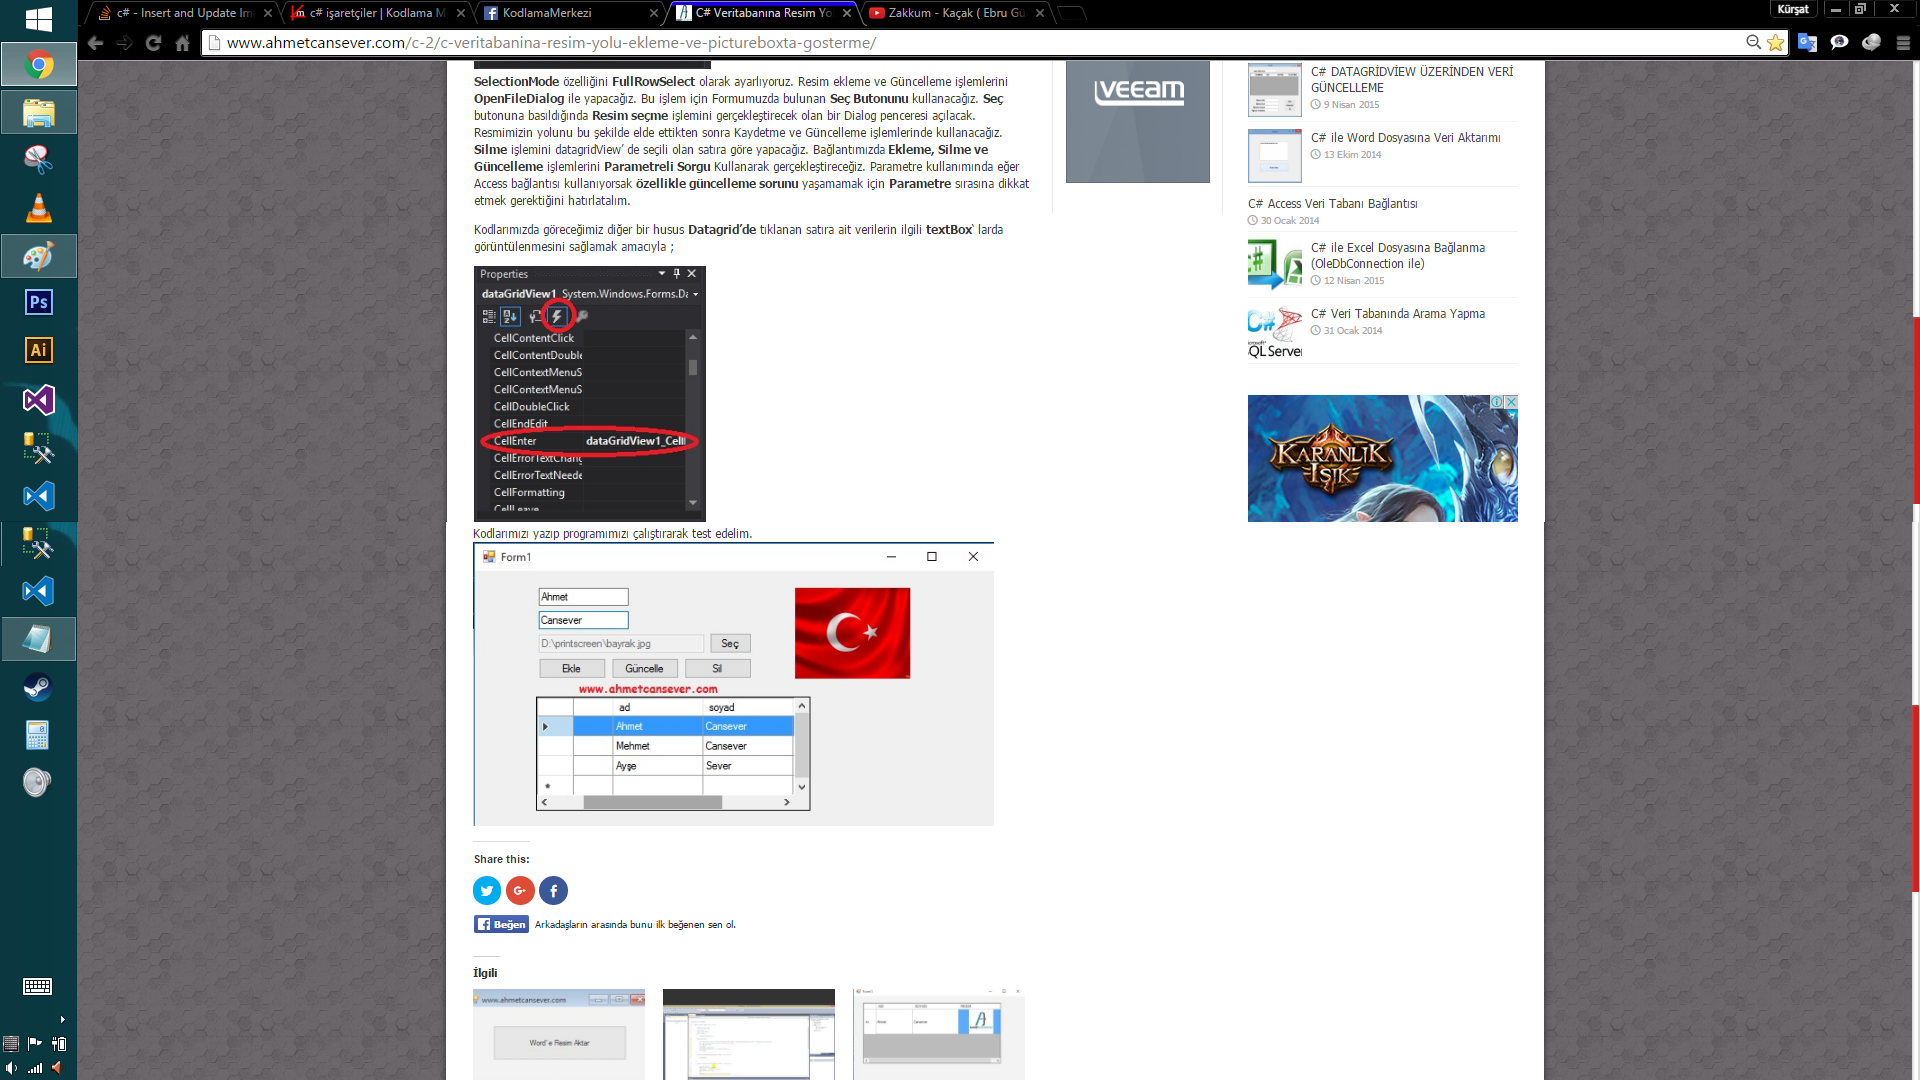 c# - Insert and Update Im
c# işaretçiler | Kodlama M
KodlamaMerkezi
C# Veritabanına Resim Yo
Zakkum - Kaçak ( Ebru Gü
Kürşat
www.ahmetcansever.com/c-2/c-veritabanina-resim-yolu-ekleme-ve-pictureboxta-gosterme/
SelectionMode özelliğini FullRowSelect olarak ayarlıyoruz. Resim ekleme ve Güncelleme işlemlerini
OpenFileDialog ile yapacağız. Bu işlem için Formumuzda bulunan Seç Butonunu kullanacağız. Seç
butonuna basıldığında Resim seçme işlemini gerçekleştirecek olan bir Dialog penceresi açılacak.
Resmimizin yolunu bu şekilde elde ettikten sonra Kaydetme ve Güncelleme işlemlerinde kullanacağız.
Silme işlemini datagridView' de seçili olan satıra göre yapacağız. Bağlantımızda Ekleme, Silme ve
Güncelleme işlemlerini Parametreli Sorgu Kullanarak gerçekleştireceğiz. Parametre kullanımında eğer
Access bağlantısı kullanıyorsak özellikle güncelleme sorunu yaşamamak için Parametre sırasına dikkat
etmek gerektiğini hatırlatalım.
Kodlarımızda göreceğimiz diğer bir husus Datagrid'de tıklanan satıra ait verilerin ilgili textBox' larda
görüntülenmesini sağlamak amacıyla ;
Properties
dataGridView1 System.Windows.Forms.Da
CellContentClick
CellContentDouble
CellContextMenuS
CellContextMenuS
CellDoubleClick
CellEndEdit
CellEnter dataGridView1_Cell
CellErrorTextChang
CellErrorTextNeede
CellFormatting
CellLeave
Kodlarımızı yazıp programımızı çalıştırarak test edelim.
Form1
Ahmet
Cansever
D:\printscreen\bayrak.jpg
Seç
Ekle
Güncelle
Sil
www.ahmetcansever.com
ad soyad
Ahmet Cansever
Mehmet Cansever
Ayşe Sever
Share this:
Beğen
Arkadaşların arasında bunu ilk beğenen sen ol.
İlgili
www.ahmetcansever.com
Word' e Resim Aktar
veeam
C# DATAGRİDVİEW ÜZERİNDEN VERİ
GÜNCELLEME
9 Nisan 2015
C# ile Word Dosyasına Veri Aktarımı
13 Ekim 2014
C# Access Veri Tabanı Bağlantısı
30 Ocak 2014
C# ile Excel Dosyasına Bağlanma
(OleDbConnection ile)
12 Nisan 2015
C# Veri Tabanında Arama Yapma
31 Ocak 2014
C#
QL Server
KARANLIK
IŞIK
Ps
Ai